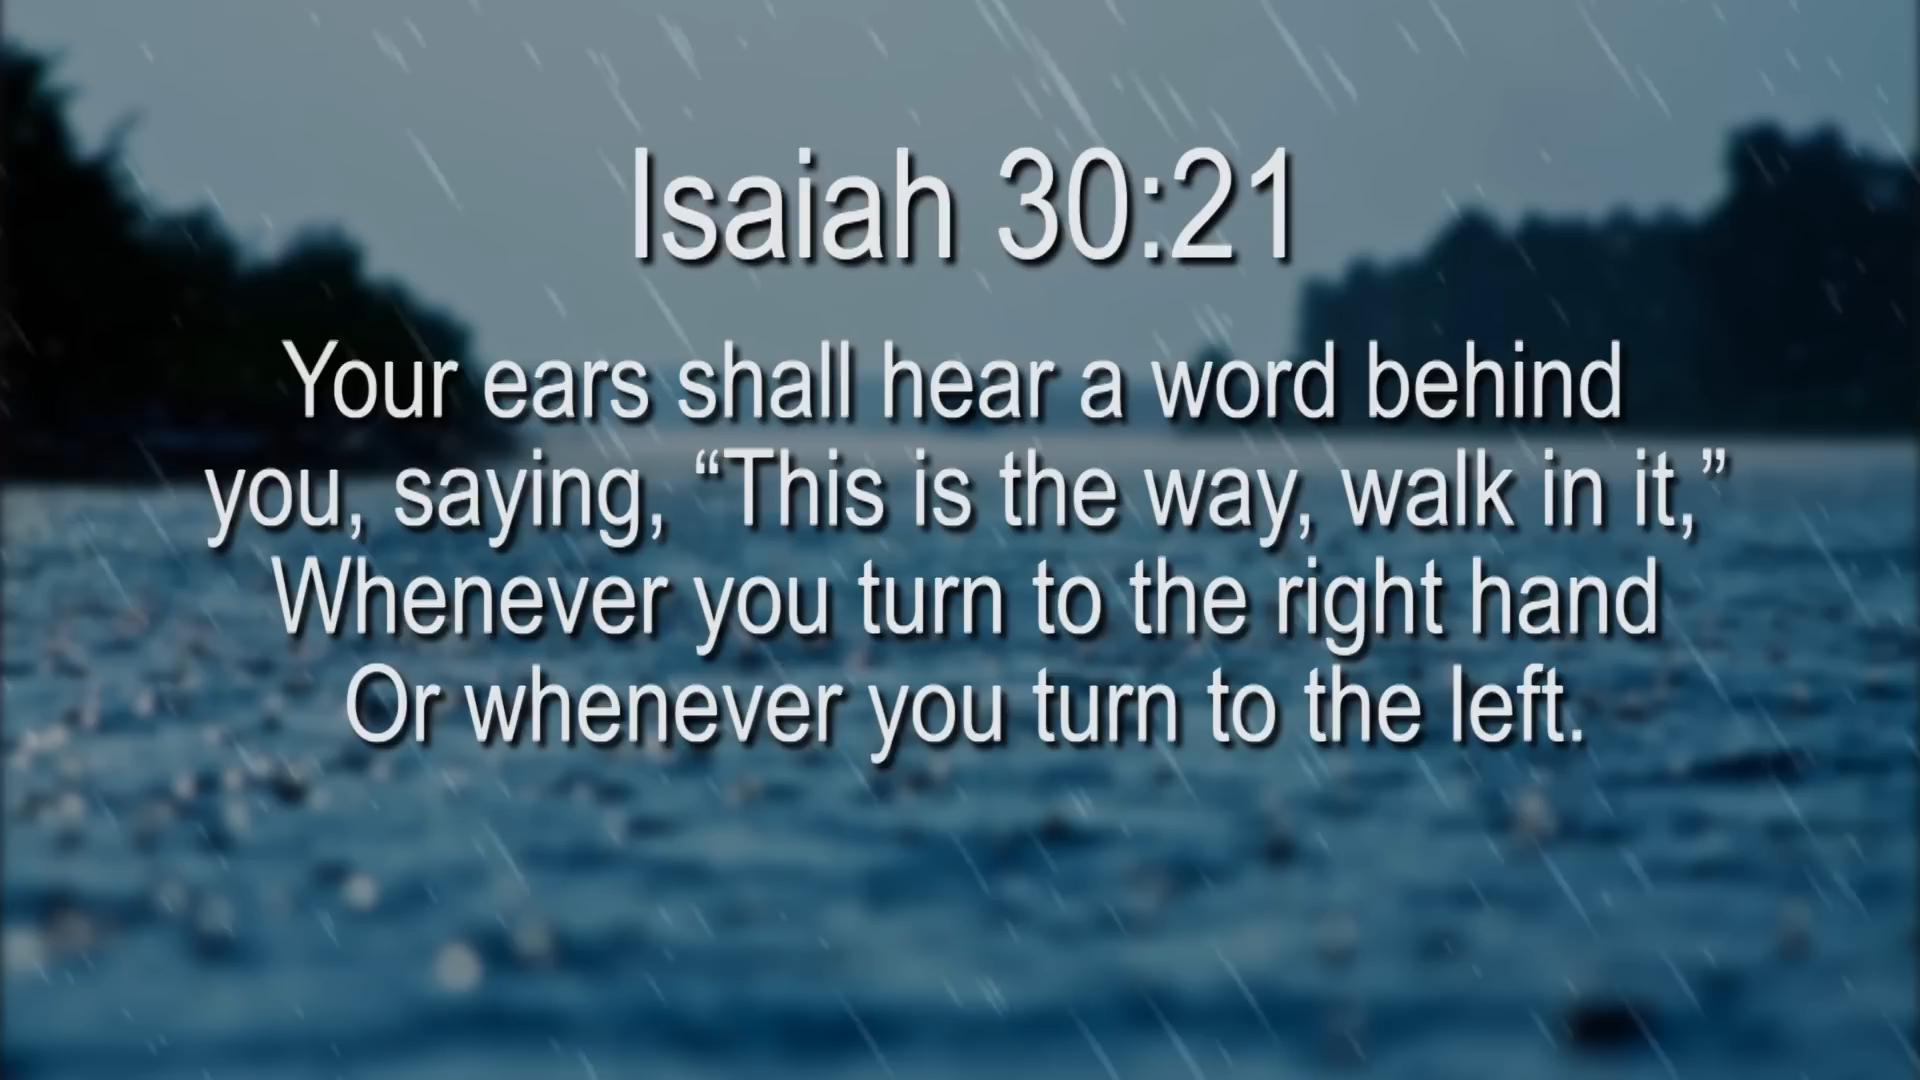 Isaiah 30:21
Your ears shall hear a word behind
you, saying, “This is the way, walk in it,”
Whenever you turn to the right hand
Or whenever you turn to the left.